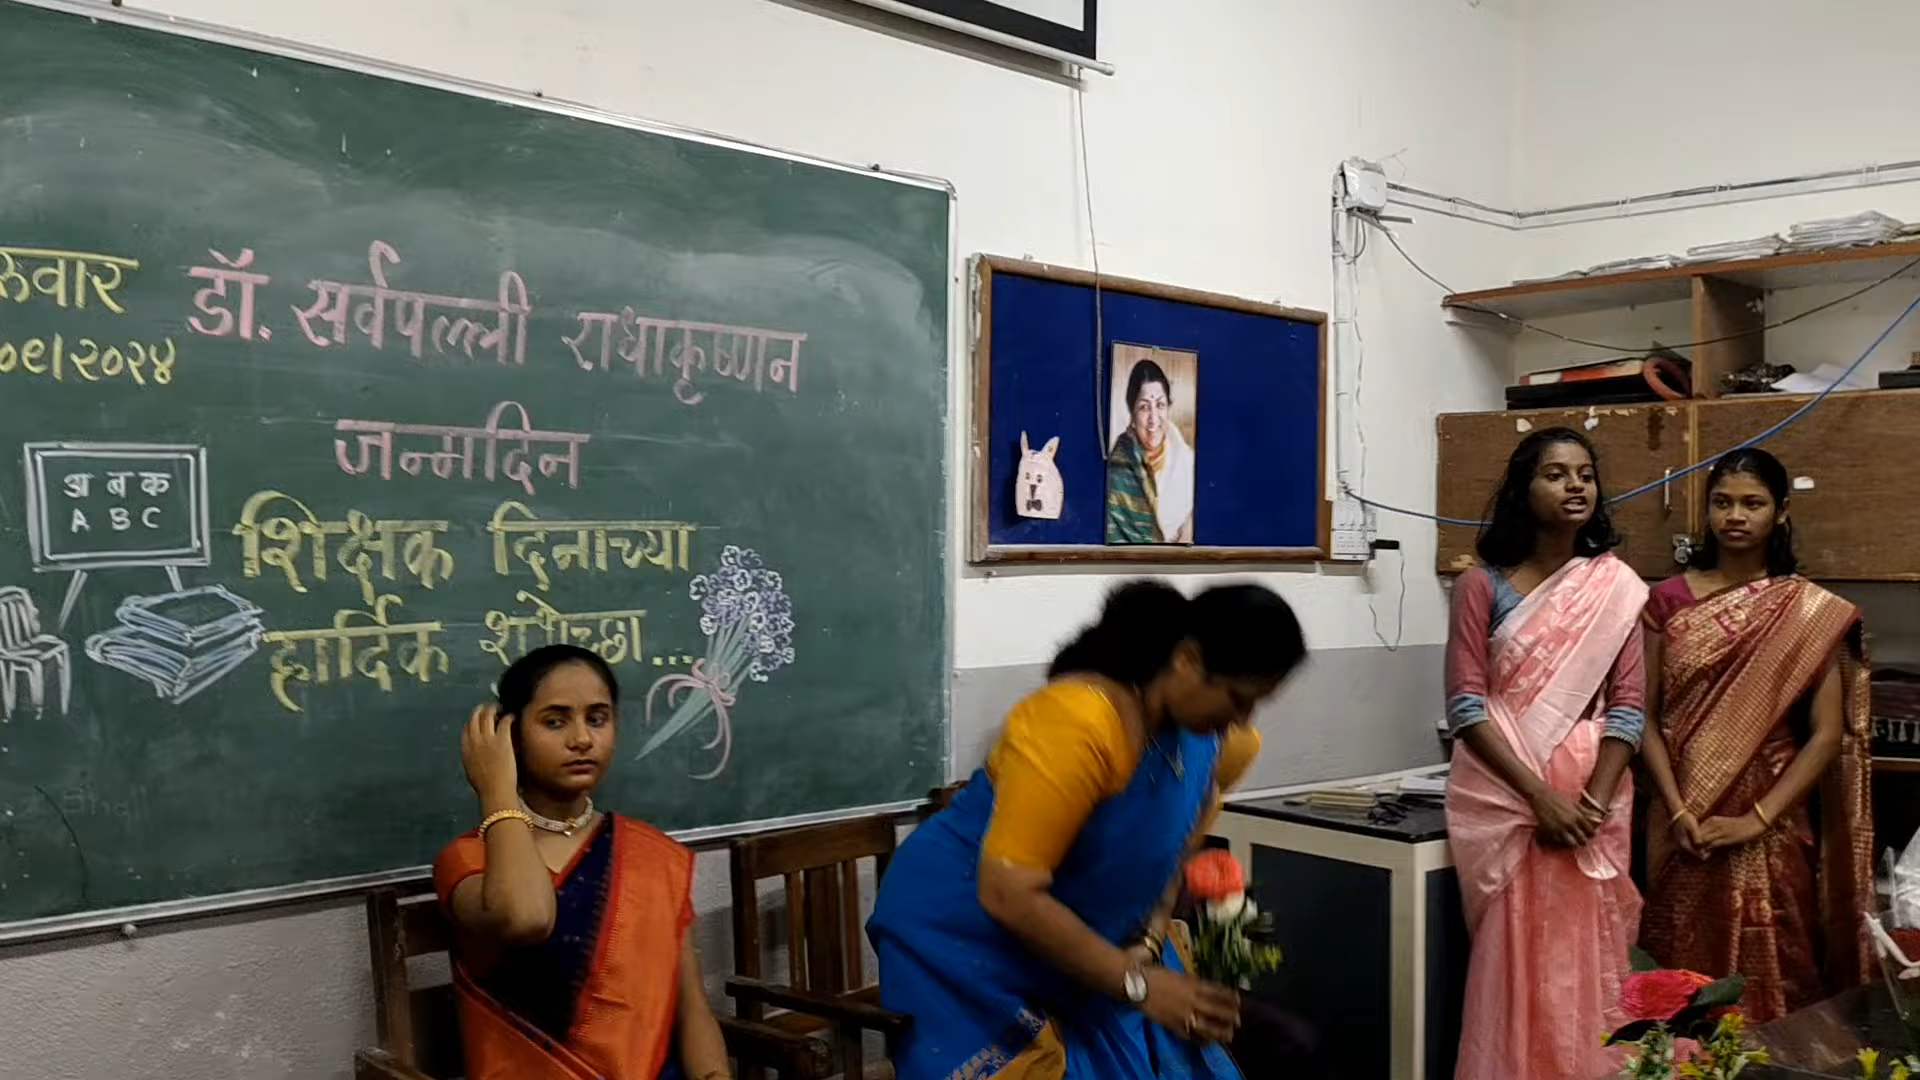 डॉ. सर्वपल्ली राधाकृष्णन
जन्मदिन
शिक्षक दिनाच्या
हार्दिक शुभेच्छा...
रुवार
०९/२०२४
अ ब क
A B C